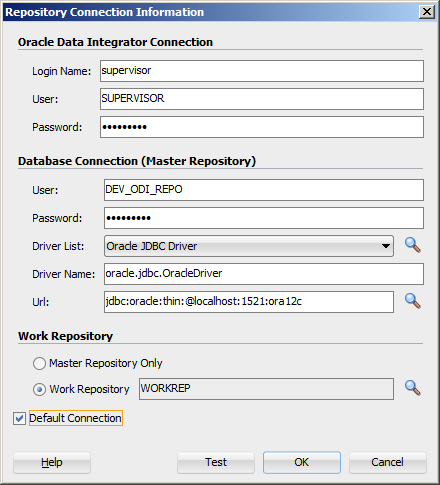 Repository Connection Information
Oracle Data Integrator Connection
Login Name: supervisor
User: SUPERVISOR
Password: •••••••••
Database Connection (Master Repository)
User: DEV_ODI_REPO
Password: •••••••••
Driver List: Oracle JDBC Driver
Driver Name: oracle.jdbc.OracleDriver
Url: jdbc:oracle:thin:@localhost:1521:ora12c
Work Repository
Master Repository Only
Work Repository WORKREP
Default Connection
Help Test OK Cancel